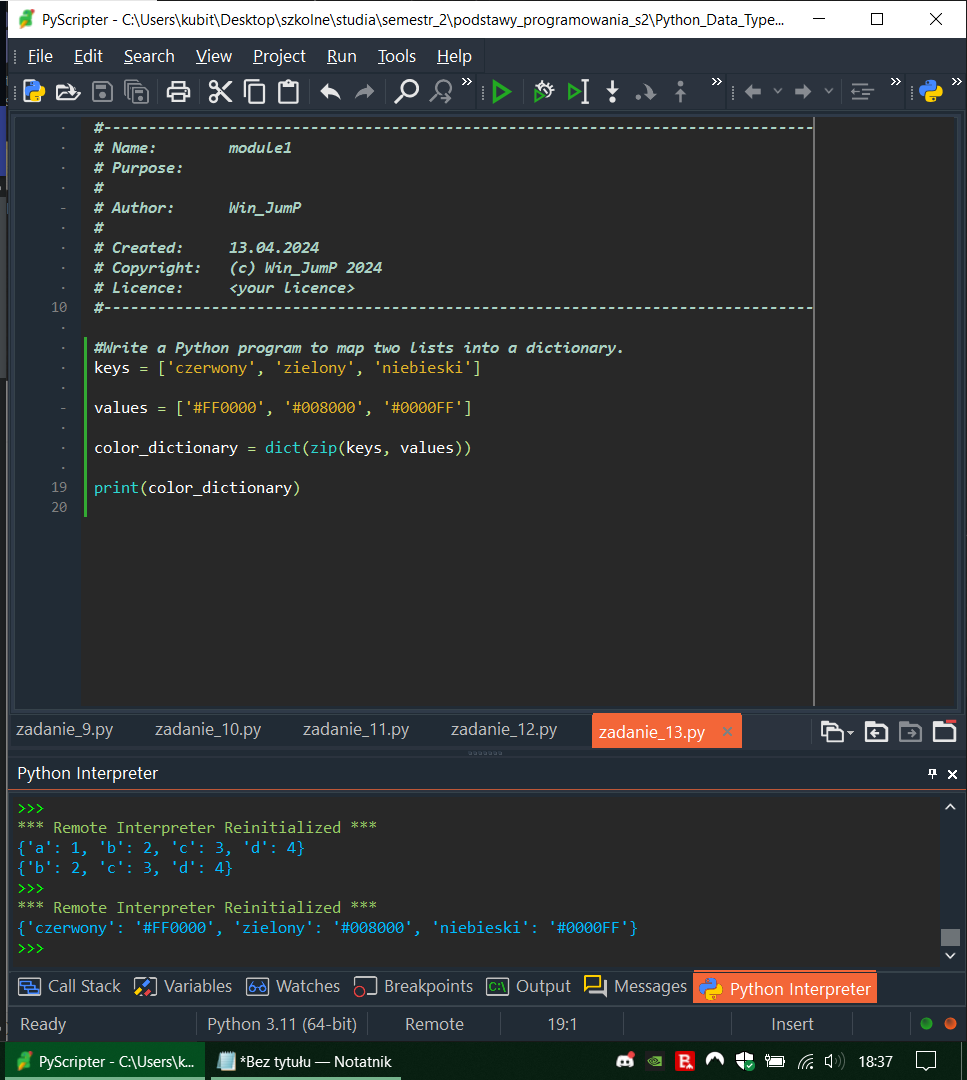 PyScripter - C:\Users\kubit\Desktop\szkolne\studia\semestr_2\podstawy_programowania_s2\Python_Data_Type...
File Edit Search View Project Run Tools Help
#------------------------------------------------------------------------------
# Name: module1
# Purpose:
#
# Author: Win_JumP
#
# Created: 13.04.2024
# Copyright: (c) Win_JumP 2024
# Licence: <your licence>
10 #------------------------------------------------------------------------------
#Write a Python program to map two lists into a dictionary.
keys = ['czerwony', 'zielony', 'niebieski']
values = ['#FF0000', '#008000', '#0000FF']
color_dictionary = dict(zip(keys, values))
19 print(color_dictionary)
20
zadanie_9.py zadanie_10.py zadanie_11.py zadanie_12.py zadanie_13.py
Python Interpreter
>>>
*** Remote Interpreter Reinitialized ***
{'a': 1, 'b': 2, 'c': 3, 'd': 4}
{'b': 2, 'c': 3, 'd': 4}
>>>
*** Remote Interpreter Reinitialized ***
{'czerwony': '#FF0000', 'zielony': '#008000', 'niebieski': '#0000FF'}
>>>
Call Stack Variables Watches Breakpoints Output Messages Python Interpreter
Ready Python 3.11 (64-bit) Remote 19:1 Insert
PyScripter - C:\Users\k... *Bez tytułu — Notatnik 18:37